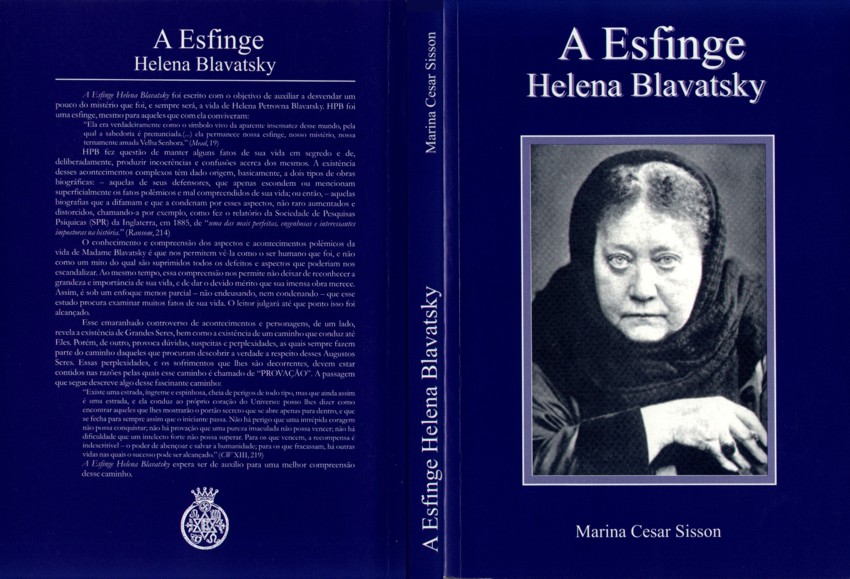 A Esfinge
Helena Blavatsky
A Esfinge Helena Blavatsky foi escrito com o objetivo de auxiliar a desvendar um
pouco do mistério que foi, e sempre será, a vida de Helena Petrovna Blavatsky. HPB foi
uma esfinge, mesmo para aqueles que com ela conviveram:
"Ela era verdadeiramente como o símbolo vivo da aparente insensatez desse mundo, pela
qual a sabedoria é prenunciada.(...) ela permanece nossa esfinge, nosso mistério, nossa
ternamente amada Velha Senhora." (Mead, 19)
HPB fez questão de manter alguns fatos de sua vida em segredo e de,
deliberadamente, produzir incoerências e confusões acerca dos mesmos. A existência
desses acontecimentos complexos têm dado origem, basicamente, a dois tipos de obras
biográficas: – aquelas de seus defensores, que apenas escondem ou mencionam
superficialmente os fatos polêmicos e mal compreendidos de sua vida; ou então, – aquelas
biografias que a difamam e que a condenam por esses aspectos, não raro aumentados e
distorcidos, chamando-a por exemplo, como fez o relatório da Sociedade de Pesquisas
Psíquicas (SPR) da Inglaterra, em 1885, de "uma das mais perfeitas, engenhosas e interessantes
impostoras na história." (Ransom, 214)
O conhecimento e compreensão dos aspectos e acontecimentos polêmicos da
vida de Madame Blavatsky é que nos permitem vê-la como o ser humano que foi, e não
como um mito do qual são suprimidos todos os defeitos e aspectos que poderiam nos
escandalizar. Ao mesmo tempo, essa compreensão nos permite não deixar de reconhecer a
grandeza e importância de sua vida, e de dar o devido mérito que sua imensa obra merece.
Assim, é sob um enfoque menos parcial – não endeusando, nem condenando – que esse
estudo procura examinar muitos fatos de sua vida. O leitor julgará até que ponto isso foi
alcançado.
Esse emaranhado controverso de acontecimentos e personagens, de um lado,
revela a existência de Grandes Seres, bem como a existência de um caminho que conduz até
Eles. Porém, de outro, provoca dúvidas, suspeitas e perplexidades, as quais sempre fazem
parte do caminho daqueles que procuram descobrir a verdade a respeito desses Augustos
Seres. Essas perplexidades, e os sofrimentos que lhes são decorrentes, devem estar
contidos nas razões pelas quais esse caminho é chamado de "PROVAÇÃO". A passagem
que segue descreve algo desse fascinante caminho:
"Existe uma estrada, íngreme e espinhosa, cheia de perigos de todo tipo, mas que ainda assim
é uma estrada, e ela conduz ao próprio coração do Universo: posso lhes dizer como
encontrar aqueles que lhes mostrarão o portão secreto que se abre apenas para dentro, e que
se fecha para sempre assim que o iniciante passa. Não há perigo que uma intrépida coragem
não possa conquistar; não há provação que uma pureza imaculada não possa vencer; não há
dificuldade que um intelecto forte não possa superar. Para os que vencem, a recompensa é
indescritível – o poder de abençoar e salvar a humanidade; para os que fracassam, há outras
vidas nas quais o sucesso pode ser alcançado." (CW XIII, 219)
A Esfinge Helena Blavatsky espera ser de auxílio para uma melhor compreensão
desse caminho.
A Esfinge Helena Blavatsky
Marina Cesar Sisson
A Esfinge
Helena Blavatsky
Marina Cesar Sisson